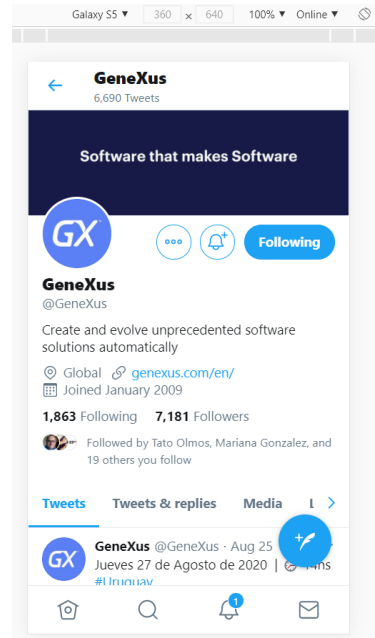 Galaxy S5 ▼ 360 x 640 100% ▼ Online ▼
GeneXus
6,690 Tweets
Software that makes Software
GX
Following
GeneXus
@GeneXus
Create and evolve unprecedented software
solutions automatically
Global genexus.com/en/
Joined January 2009
1,863 Following 7,181 Followers
Followed by Tato Olmos, Mariana Gonzalez, and
19 others you follow
Tweets Tweets & replies Media
GX
GeneXus @GeneXus · Aug 25
Jueves 27 de Agosto de 2020 | hs
#Uruguay
1